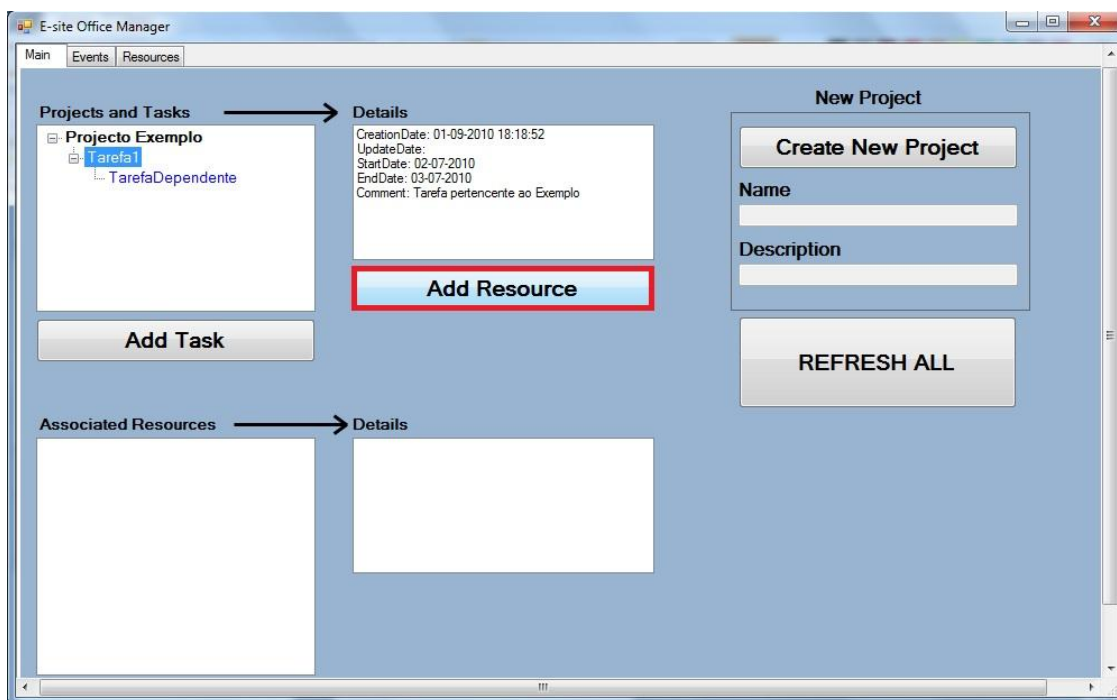 E-site Office Manager
Main
Events
Resources
Projects and Tasks
Projecto Exemplo
Tarefa1
TarefaDependente
Add Task
Details
CreationDate: 01-09-2010 18:18:52
UpdateDate:
StartDate: 02-07-2010
EndDate: 03-07-2010
Comment: Tarefa pertencente ao Exemplo
Add Resource
New Project
Create New Project
Name
Description
REFRESH ALL
Associated Resources
Details